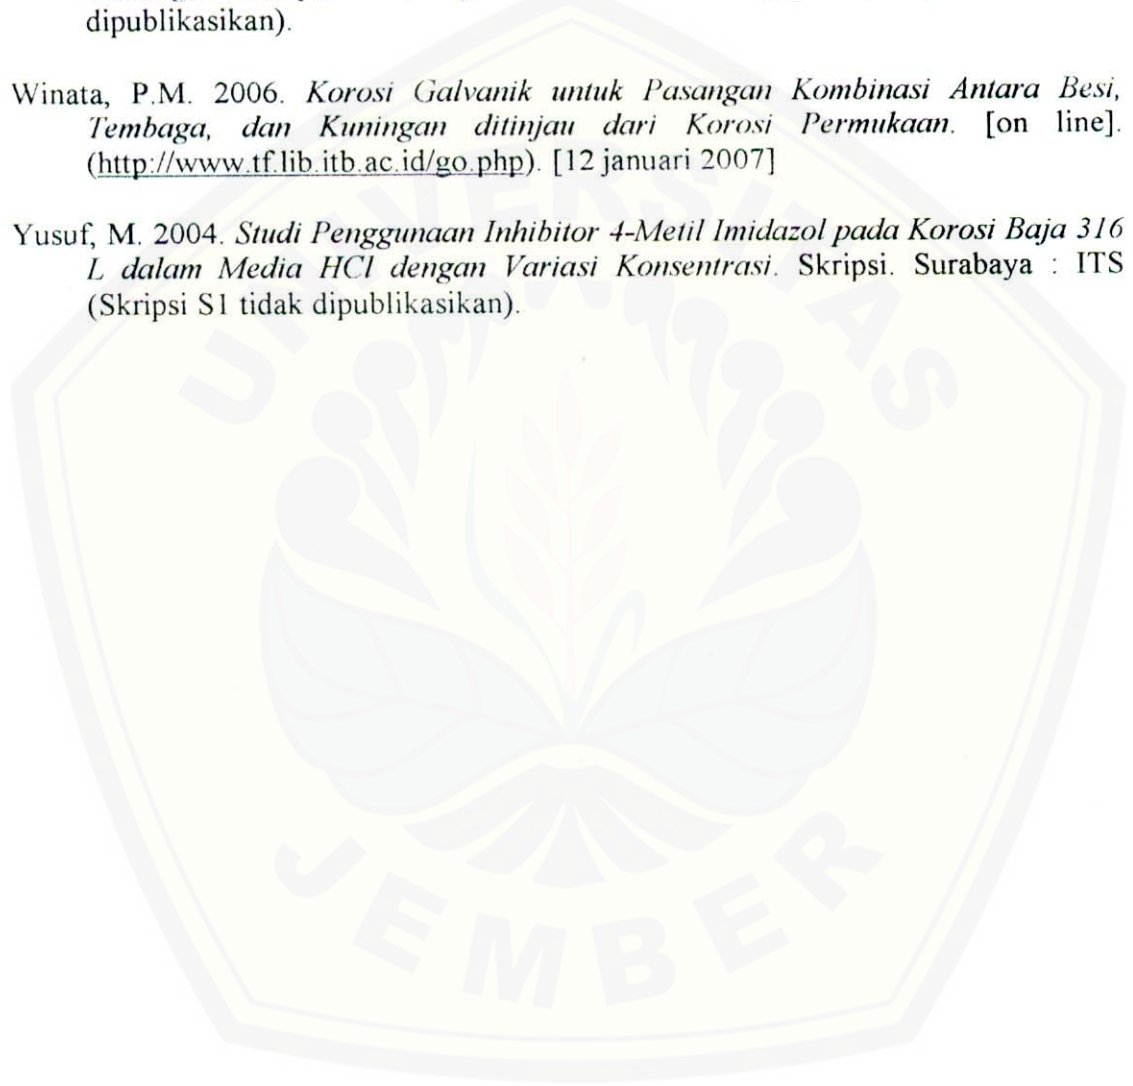 dipublikasikan).
Winata, P.M. 2006. Korosi Galvanik untuk Pasangan Kombinasi Antara Besi,
Tembaga, dan Kuningan ditinjau dari Korosi Permukaan. [on line].
(http://www.tf.lib.itb.ac.id/go.php). [12 januari 2007]
Yusuf, M. 2004. Studi Penggunaan Inhibitor 4-Metil Imidazol pada Korosi Baja 316
L dalam Media HCl dengan Variasi Konsentrasi. Skripsi. Surabaya : ITS
(Skripsi S1 tidak dipublikasikan).
UNIVERSITAS
JEMBER